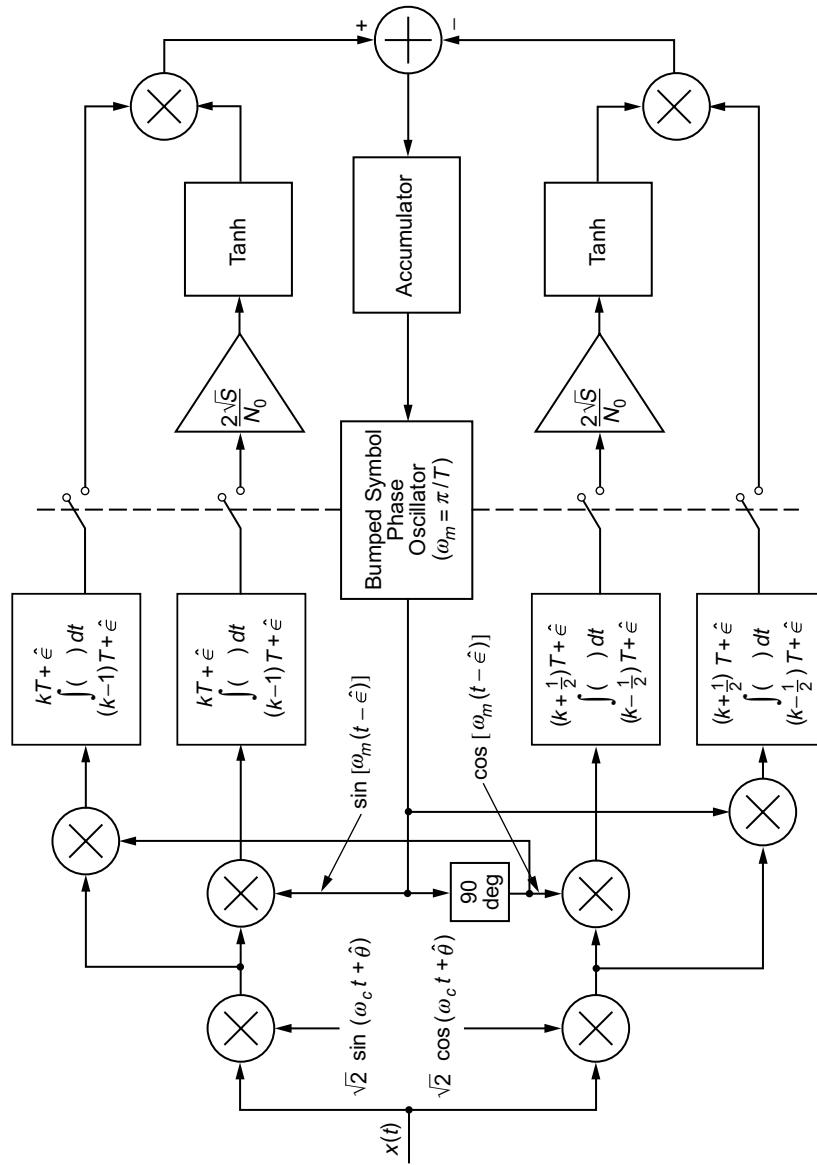 x(t)
√2 sin (ω_c t + θ̂)
√2 cos (ω_c t + θ̂)
sin [ω_m(t − ϵ̂)]
90
deg
cos [ω_m(t − ϵ̂)]
kT + ϵ̂
∫( ) dt
(k−1) T + ϵ̂
kT + ϵ̂
∫( ) dt
(k−1) T + ϵ̂
(k+½)T + ϵ̂
∫( ) dt
(k−½)T + ϵ̂
(k+½) T + ϵ̂
∫( ) dt
(k−½) T + ϵ̂
Bumped Symbol
Phase
Oscillator
(ω_m = π/T)
2√S
N₀
2√S
N₀
Tanh
Accumulator
Tanh
+
−